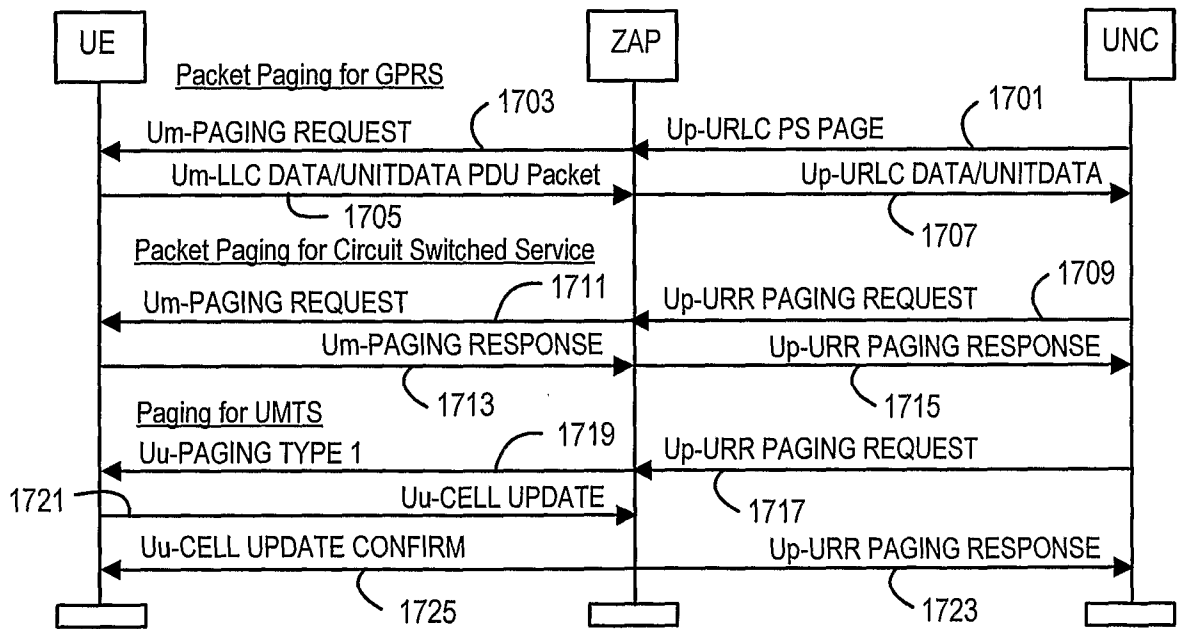 UE ZAP UNC
Packet Paging for GPRS
1703 1701
Um-PAGING REQUEST Up-URLC PS PAGE
Um-LLC DATA/UNITDATA PDU Packet Up-URLC DATA/UNITDATA
1705 1707
Packet Paging for Circuit Switched Service
1711 1709
Um-PAGING REQUEST Up-URR PAGING REQUEST
Um-PAGING RESPONSE Up-URR PAGING RESPONSE
1713 1715
Paging for UMTS
1719
Uu-PAGING TYPE 1 Up-URR PAGING REQUEST
1721 Uu-CELL UPDATE 1717
Uu-CELL UPDATE CONFIRM Up-URR PAGING RESPONSE
1725 1723